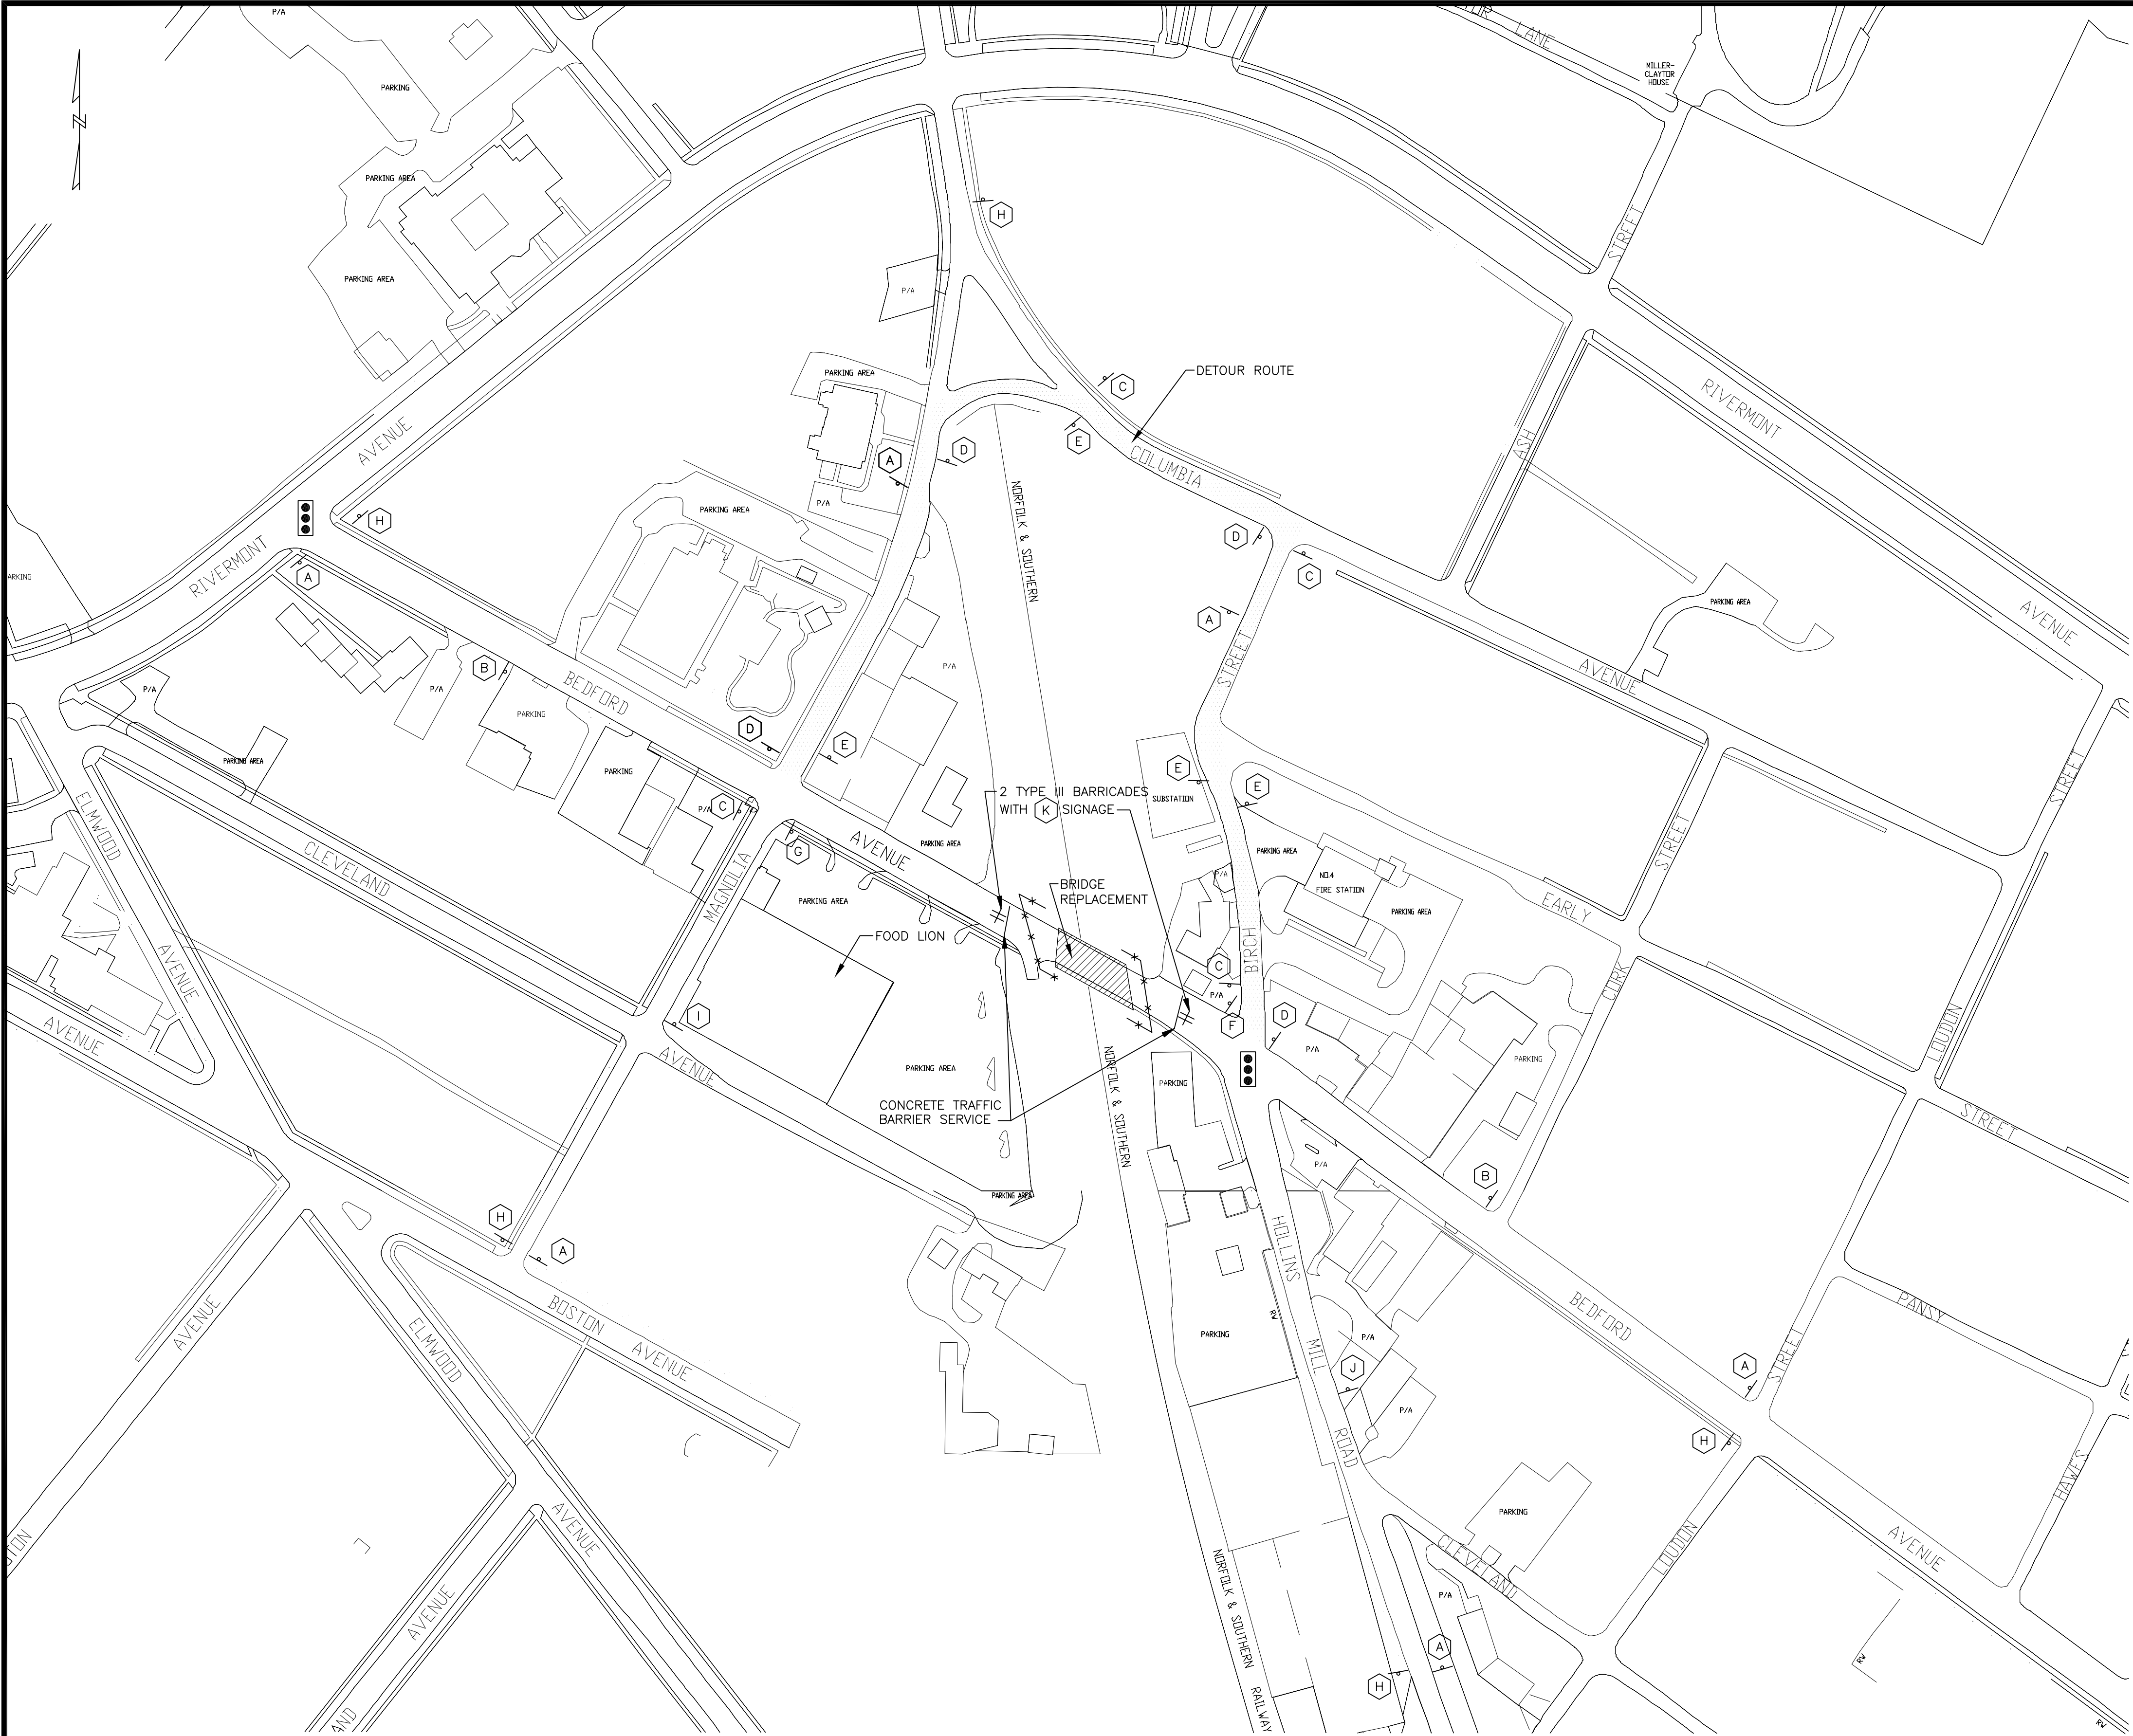 P/A
LANE
MILLER-
CLAYTOR
HOUSE
PARKING
N
PARKING AREA
H
STREET
PARKING AREA
P/A
DETOUR ROUTE
PARKING AREA
C
RIVERMONT
AVENUE
E
D
ASH
A
COLUMBIA
NORFOLK & SOUTHERN
P/A
PARKING AREA
H
D
RIVERMONT
A
PARKING
C
PARKING AREA
AVENUE
A
STREET
B
P/A
BEDFORD
P/A
P/A
AVENUE
PARKING
D
E
PARKING AREA
PARKING
E
E
STREET
2 TYPE III BARRICADES
WITH K SIGNAGE
SUBSTATION
P/A
C
ELMWOOD
G
AVENUE
PARKING AREA
PARKING AREA
STREET
CLEVELAND
MAGNOLIA
BRIDGE
REPLACEMENT
P/A
NO.4
FIRE STATION
PARKING AREA
EARLY
PARKING AREA
FOOD LION
BIRCH
C
AVENUE
P/A
CORK
I
F
D
AVENUE
AVENUE
P/A
LOUDON
PARKING AREA
NORFOLK & SOUTHERN
PARKING
PARKING
CONCRETE TRAFFIC
BARRIER SERVICE
STREET
P/A
B
PARKING AREA
H
A
HOLLINS
BOSTON
AVENUE
BEDFORD
PANSY
AVENUE
ELMWOOD
RW
PARKING
MILL
P/A
J
A
STREET
P/A
ROAD
H
HAWES
PARKING
AVENUE
CLEVELAND
LOUDON
AVENUE
NORFOLK & SOUTHERN RAILWAY
P/A
AVENUE
A
H
RW
RW